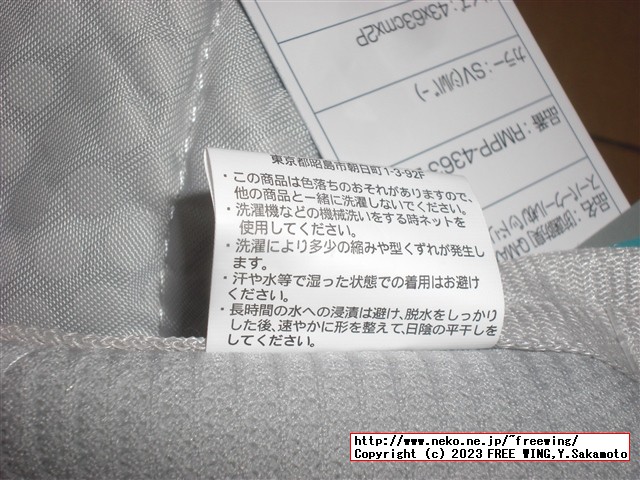 東京都昭島市朝日町1-3-92F
・この商品は色落ちのおそれがありますので、
他の商品と一緒に洗濯しないでください。
・洗濯機などの機械洗いをする時ネットを
使用してください。
・洗濯により多少の縮みや型くずれが発生し
ます。
・汗や水等で湿った状態での着用はお避け
ください。
・長時間の水への浸漬は避け、脱水をしっかり
した後、速やかに形を整えて、日陰の平干しを
してください。
品番：RMPP-4363
カラー：SV(ｼﾙﾊﾞｰ)
サイズ：43x63cmx2P
http://www.neko.ne.jp/~freewing/
Copyright (c) 2023 FREE WING,Y.Sakamoto